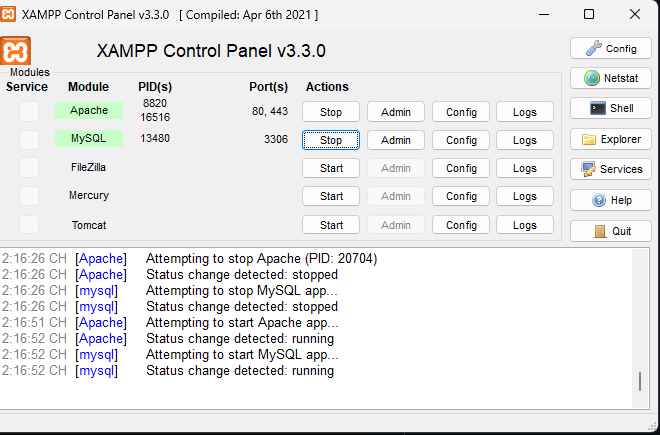 XAMPP Control Panel v3.3.0 [ Compiled: Apr 6th 2021 ]
XAMPP Control Panel v3.3.0
Config
Modules
Service Module PID(s) Port(s) Actions
Netstat
Apache 8820 16516 80, 443 Stop Admin Config Logs
Shell
MySQL 13480 3306 Stop Admin Config Logs
Explorer
FileZilla Start Admin Config Logs
Services
Mercury Start Admin Config Logs
Help
Tomcat Start Admin Config Logs
Quit
2:16:26 CH [Apache] Attempting to stop Apache (PID: 20704)
2:16:26 CH [Apache] Status change detected: stopped
2:16:26 CH [mysql] Attempting to stop MySQL app...
2:16:26 CH [mysql] Status change detected: stopped
2:16:51 CH [Apache] Attempting to start Apache app...
2:16:52 CH [Apache] Status change detected: running
2:16:52 CH [mysql] Attempting to start MySQL app...
2:16:52 CH [mysql] Status change detected: running